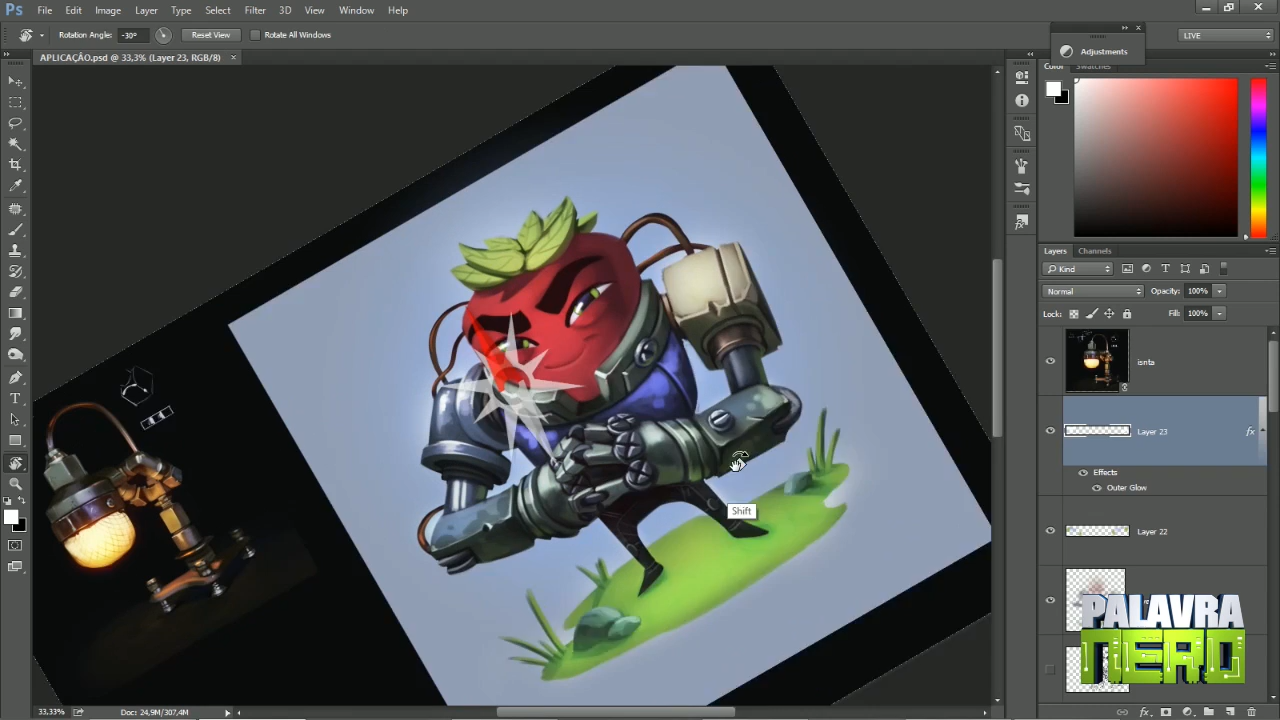 Ps File Edit Image Layer Type Select Filter 3D View Window Help
Rotation Angle: -30° Reset View Rotate All Windows
LIVE
Adjustments
APLICAÇÂO.psd @ 33,3% (Layer 23, RGB/8) ×
Color Swatches
Layers Channels
Kind
Normal Opacity: 100%
Lock: Fill: 100%
isnta
Layer 23 fx
Effects
Outer Glow
Shift
Layer 22
PALAVRA
NERD
33,33% Doc: 24,9M/307,4M